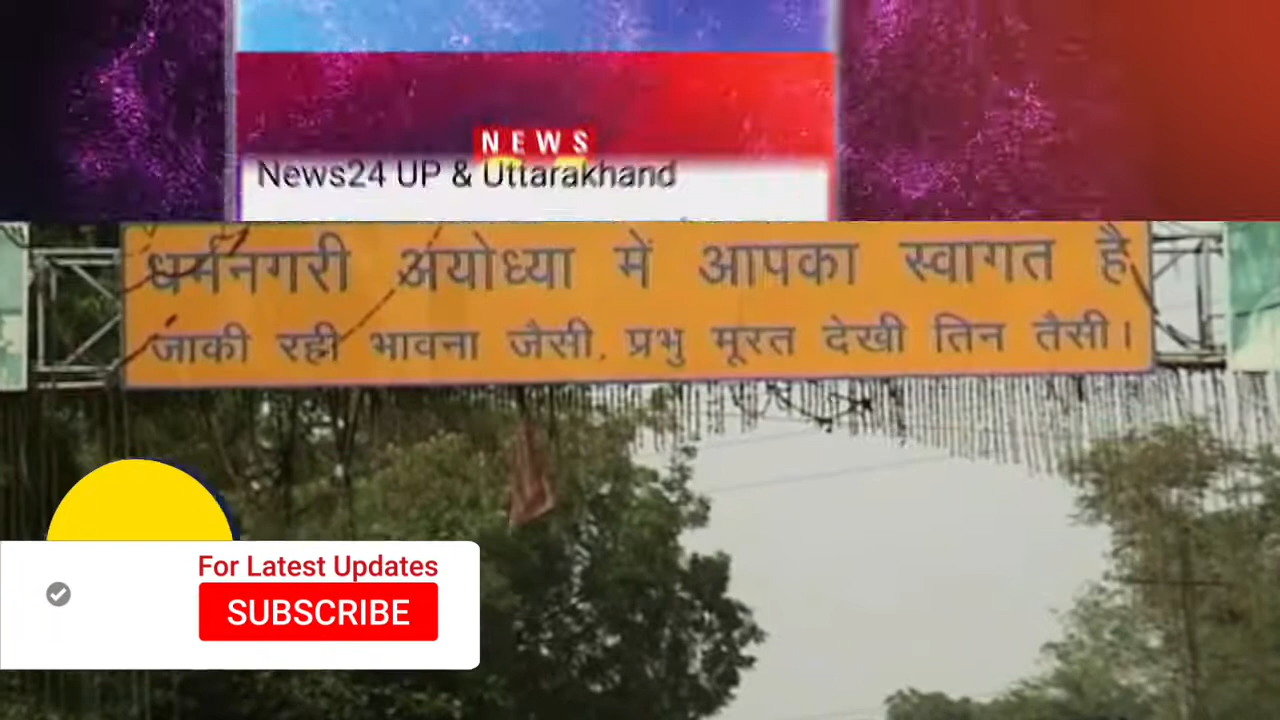 NEWS
News24 UP & Uttarakhand
धर्मनगरी अयोध्या में आपका स्वागत है
जाकी रही भावना जैसी, प्रभु मूरत देखी तिन तैसी।
For Latest Updates
SUBSCRIBE